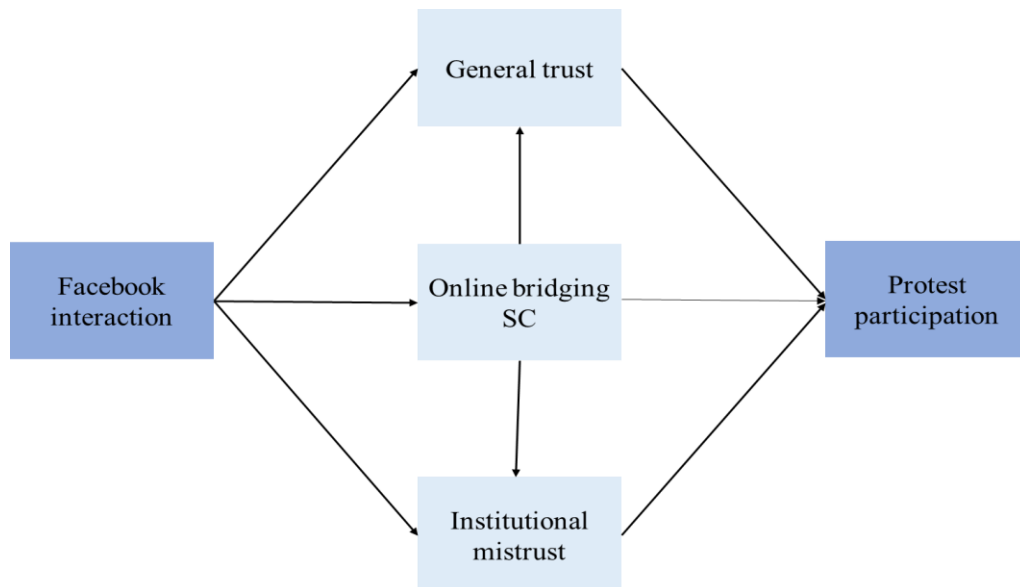 General trust
Facebook
interaction
Online bridging
SC
Protest
participation
Institutional
mistrust